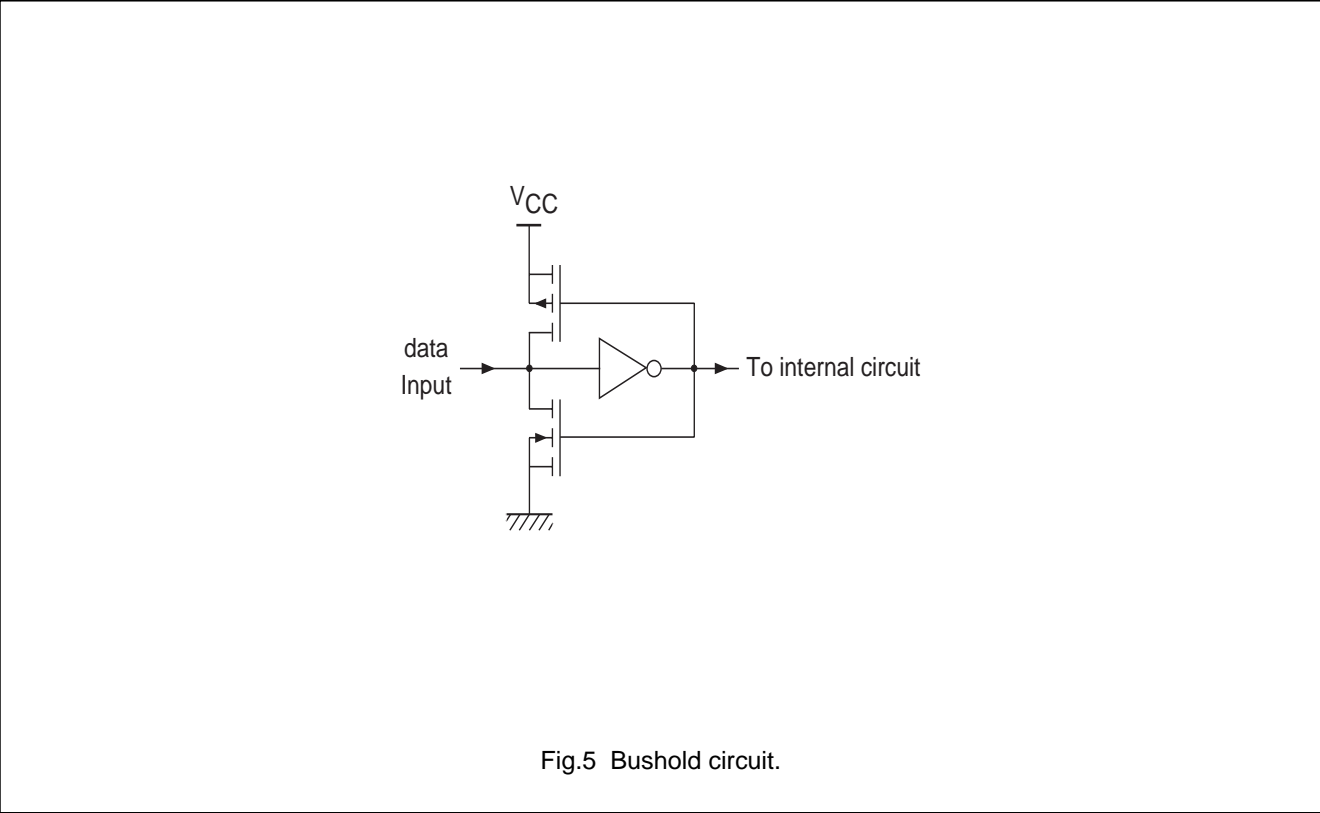 VCC
data
Input
To internal circuit
Fig.5 Bushold circuit.